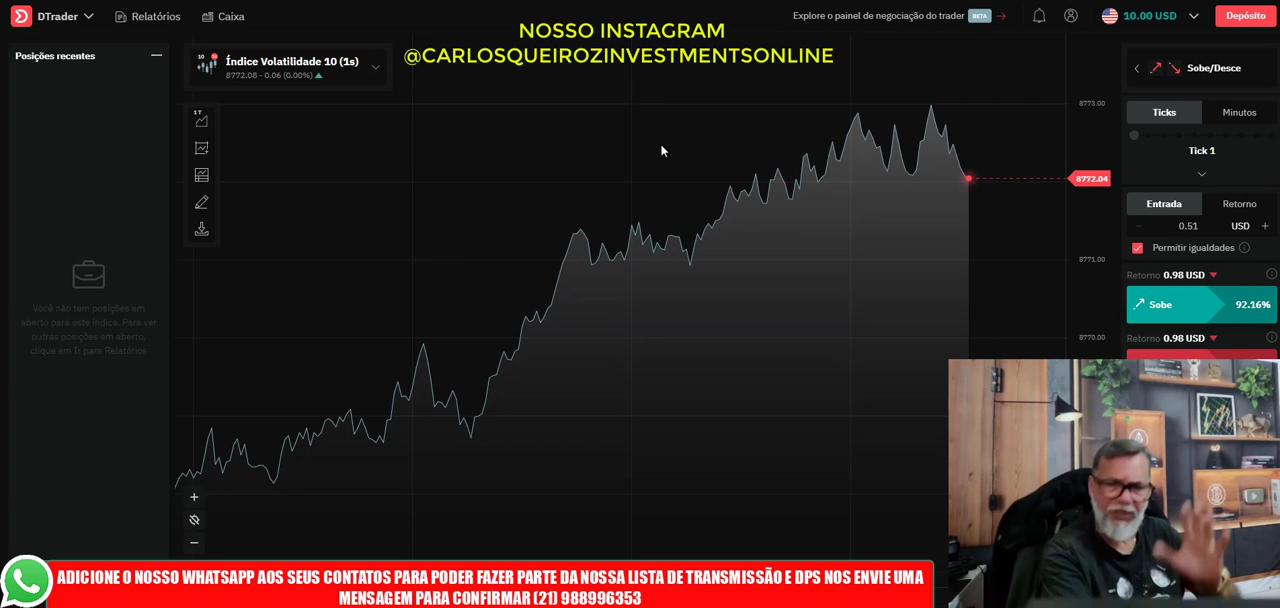 DTrader
Relatórios
Caixa
NOSSO INSTAGRAM
@CARLOSQUEIROZINVESTMENTSONLINE
Explore o painel de negociação do trader BETA
10.00 USD
Depósito
Posições recentes
Você não tem posições em
aberto para este índice. Para ver
outras posições em aberto,
clique em Ir para Relatórios
10 1s
Índice Volatilidade 10 (1s)
8772.08 - 0.06 (0.00%)
1 T
8773.00
8772.04
8771.00
8770.00
Sobe/Desce
Ticks
Minutos
Tick 1
Entrada
Retorno
- 0.51 USD +
Permitir igualdades
Retorno 0.98 USD
Sobe 92.16%
Retorno 0.98 USD
ADICIONE O NOSSO WHATSAPP AOS SEUS CONTATOS PARA PODER FAZER PARTE DA NOSSA LISTA DE TRANSMISSÃO E DPS NOS ENVIE UMA
MENSAGEM PARA CONFIRMAR (21) 988996353